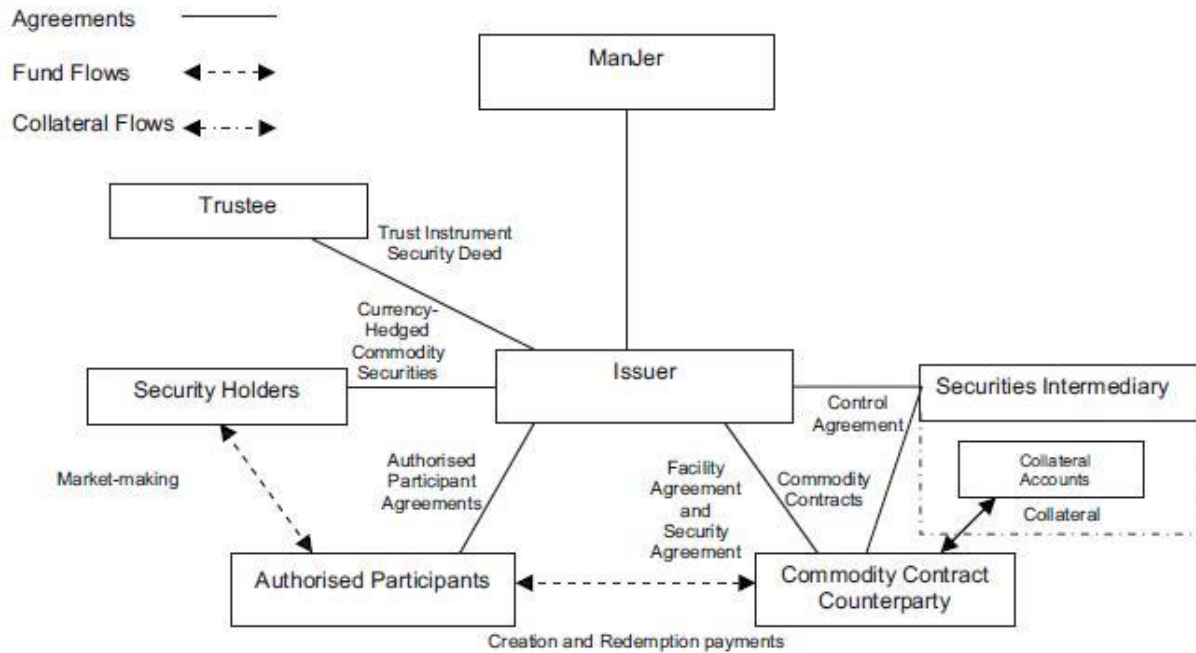 Agreements
ManJer
Fund Flows
Collateral Flows
Trustee
Trust Instrument
Security Deed
Currency-
Hedged
Commodity
Securities
Issuer
Security Holders
Securities Intermediary
Control
Agreement
Market-making
Authorised
Participant
Agreements
Facility
Agreement
and
Security
Agreement
Commodity
Contracts
Collateral
Accounts
Collateral
Authorised Participants
Commodity Contract
Counterparty
Creation and Redemption payments